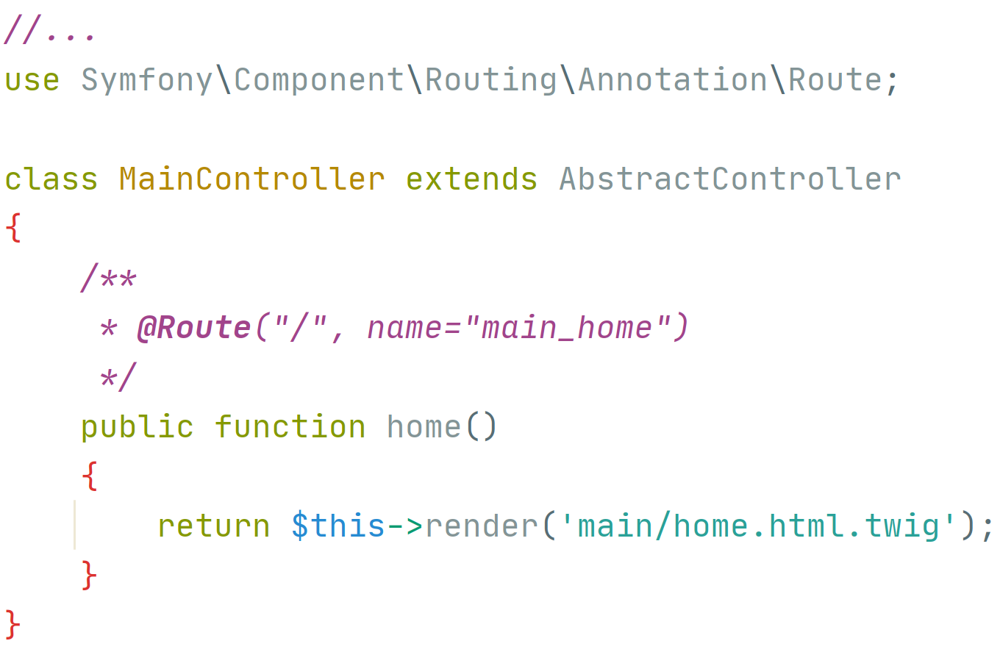 //...
use Symfony\Component\Routing\Annotation\Route;

class MainController extends AbstractController
{
    /**
     * @Route("/", name="main_home")
     */
    public function home()
    {
        return $this->render('main/home.html.twig');
    }
}